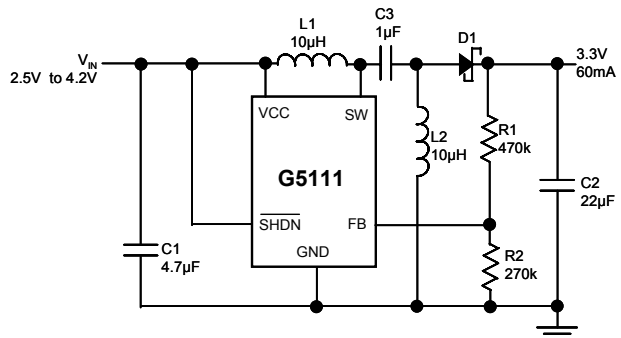 L1
10µH
C3
1µF
D1
V_IN
2.5V to 4.2V
3.3V
60mA
VCC
SW
L2
10µH
R1
470k
G5111
C2
22µF
SHDN
FB
C1
4.7µF
GND
R2
270k